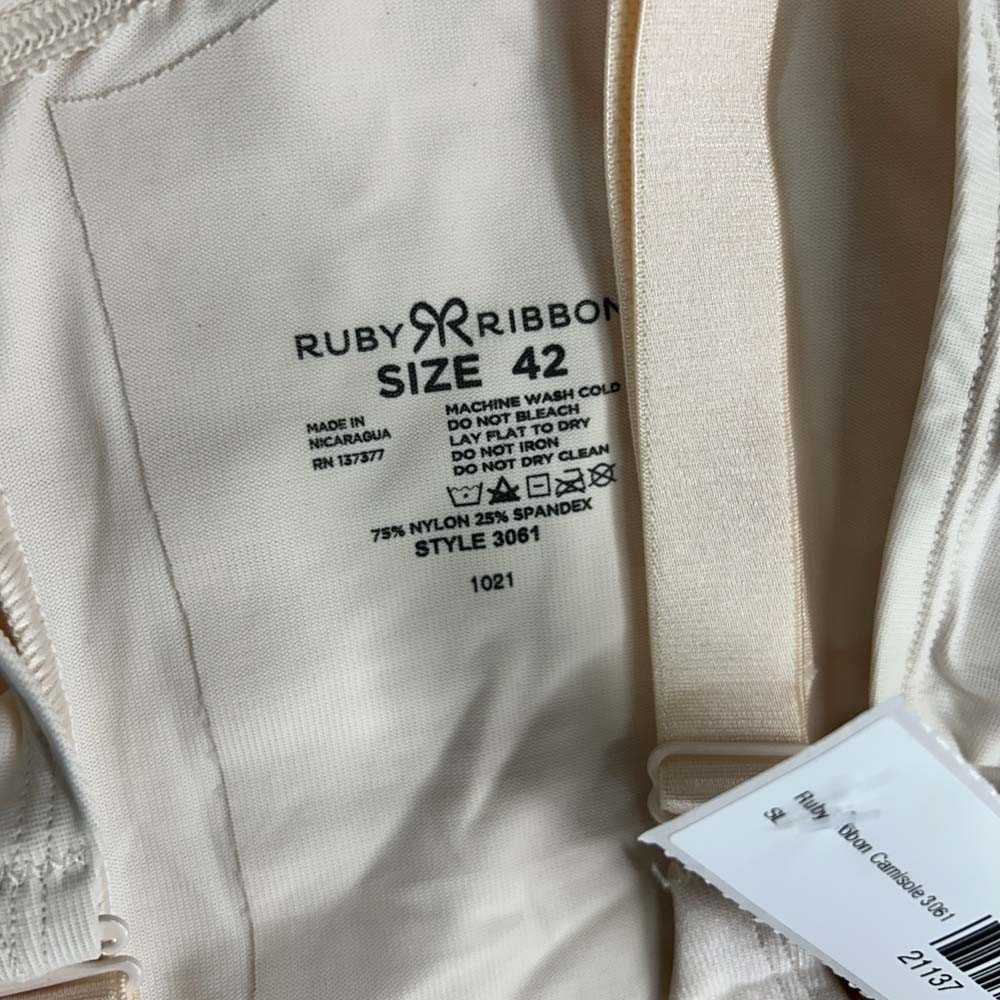 RUBY RIBBON
SIZE 42
MADE IN
NICARAGUA
RN 137377
MACHINE WASH COLD
DO NOT BLEACH
LAY FLAT TO DRY
DO NOT IRON
DO NOT DRY CLEAN
75% NYLON 25% SPANDEX
STYLE 3061
1021
Ruby Camisole 3061
21137